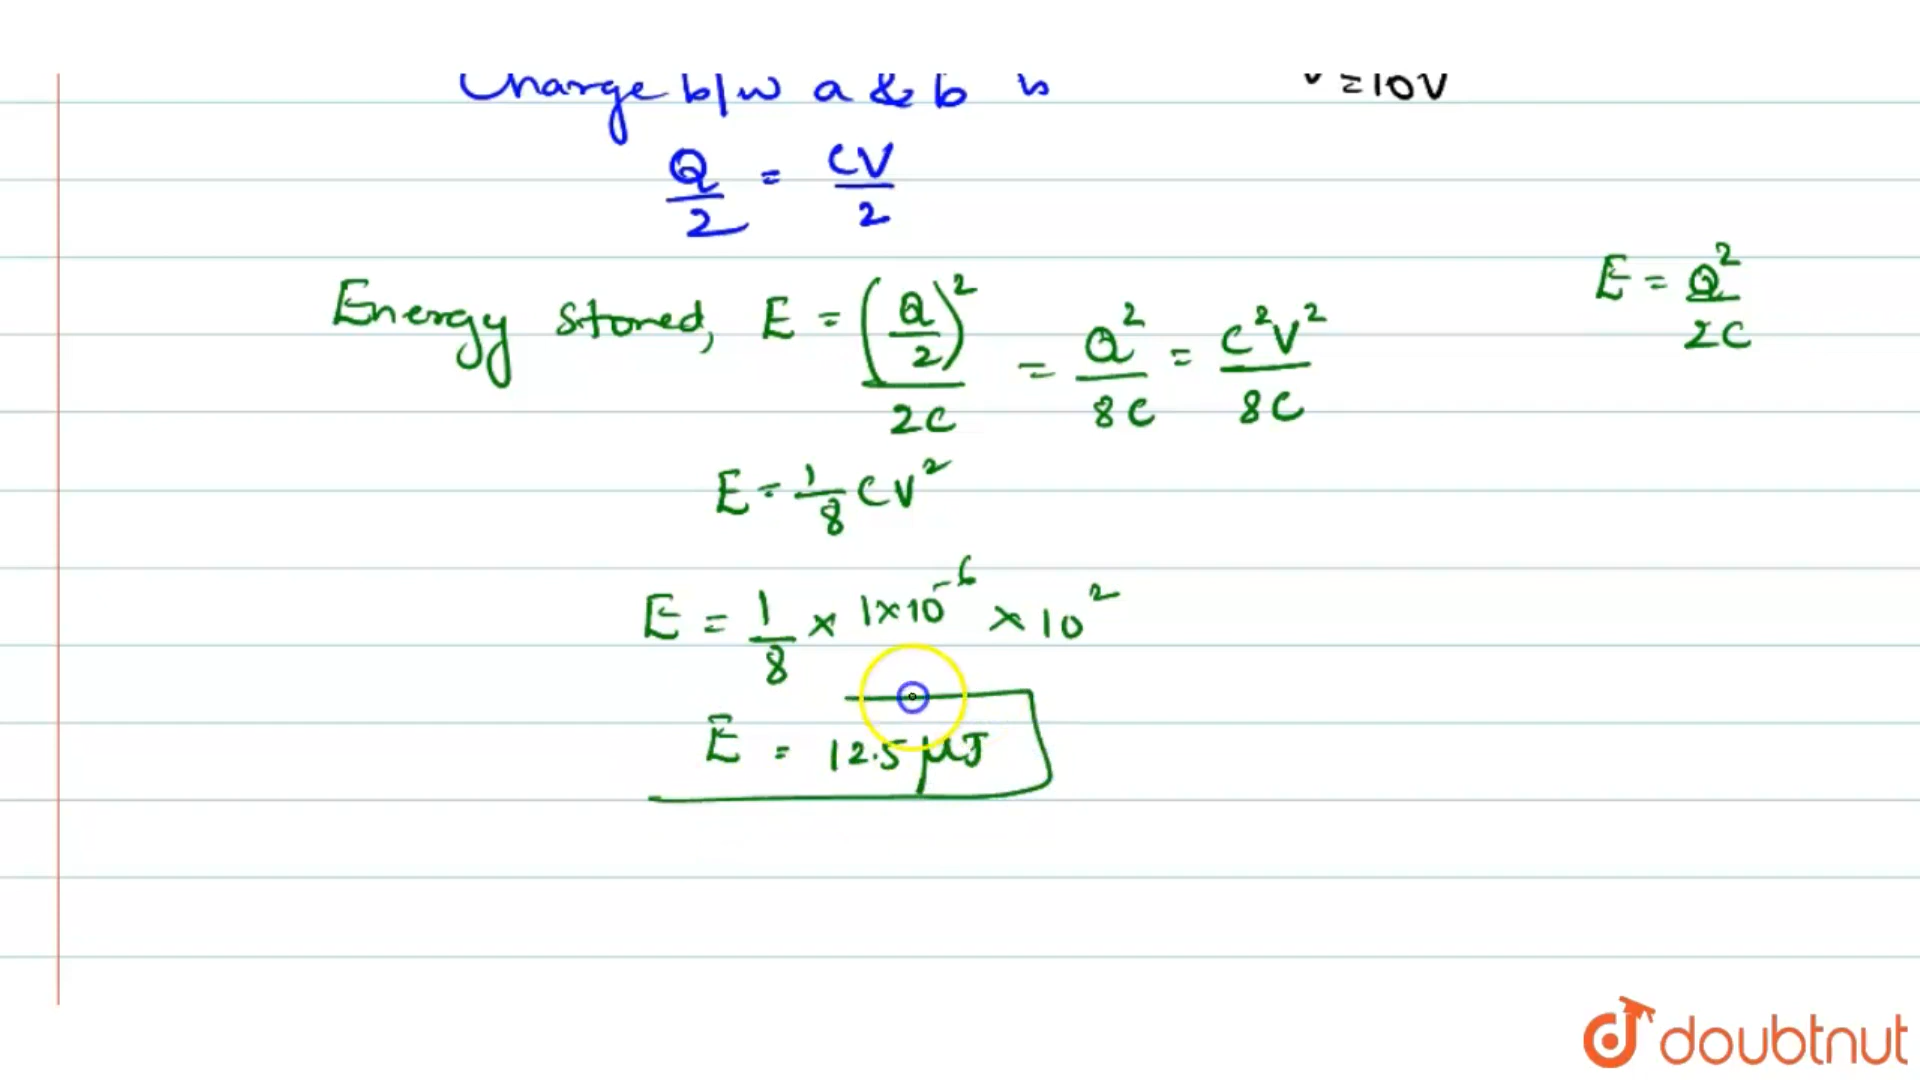 Charge b/w a & b is
V = 10V
Q/2 = CV/2
Energy stored, E = (Q/2)²/2C = Q²/8C = C²V²/8C
E = Q²/2C
E = 1/8 CV²
E = 1/8 × 1×10⁻⁶ × 10²
E = 12.5 μJ
doubtnut